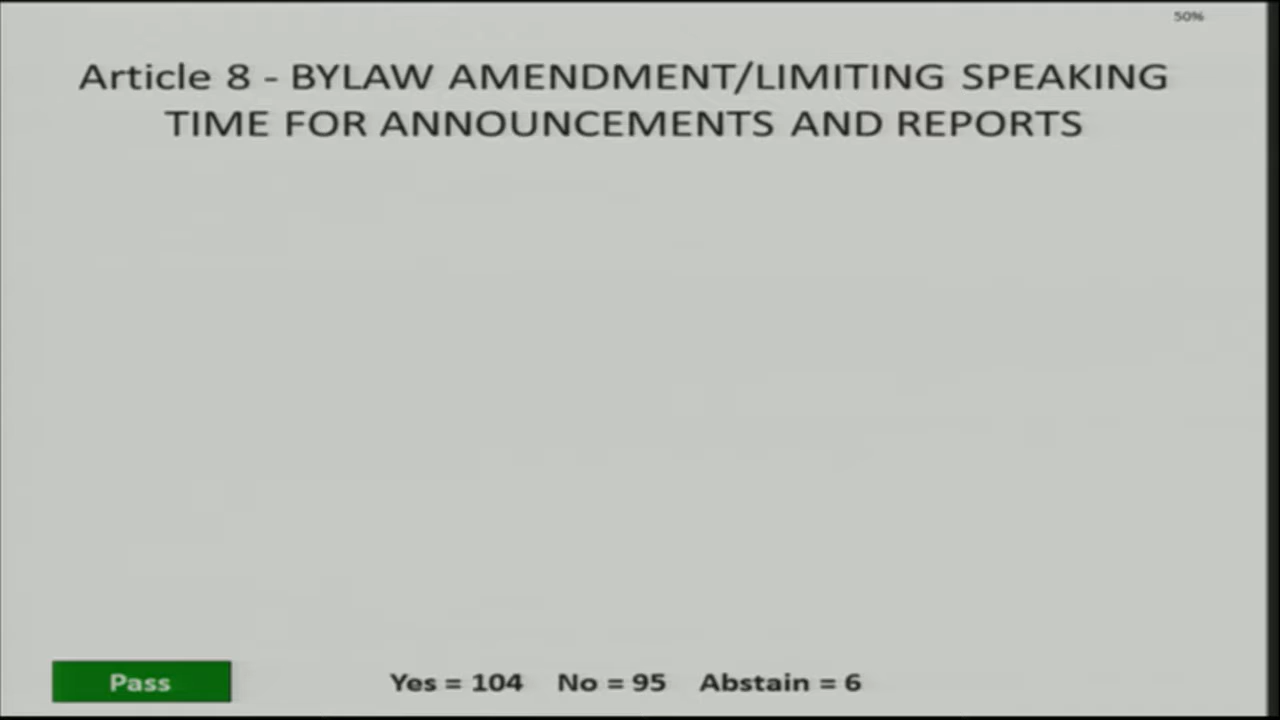 50%
Article 8 - BYLAW AMENDMENT/LIMITING SPEAKING
TIME FOR ANNOUNCEMENTS AND REPORTS
Pass
Yes = 104 No = 95 Abstain = 6